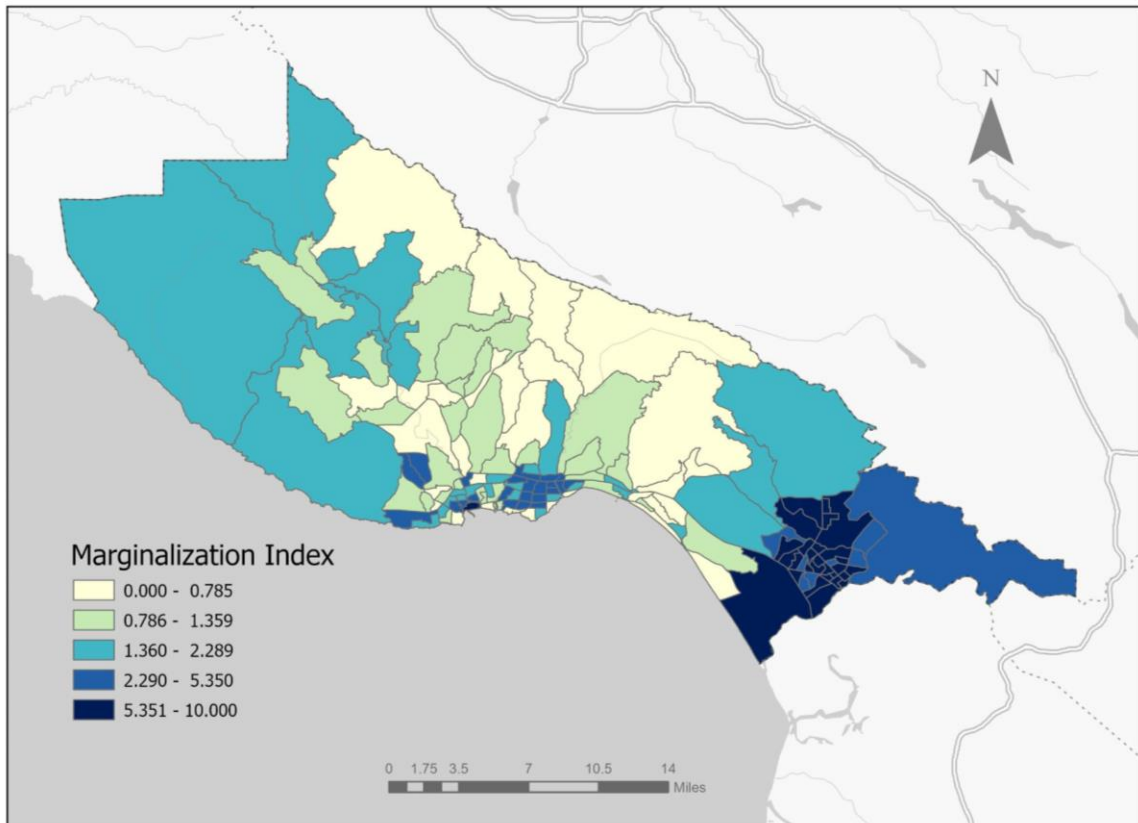 N
Marginalization Index
0.000 - 0.785
0.786 - 1.359
1.360 - 2.289
2.290 - 5.350
5.351 - 10.000
0 1.75 3.5 7 10.5 14
Miles